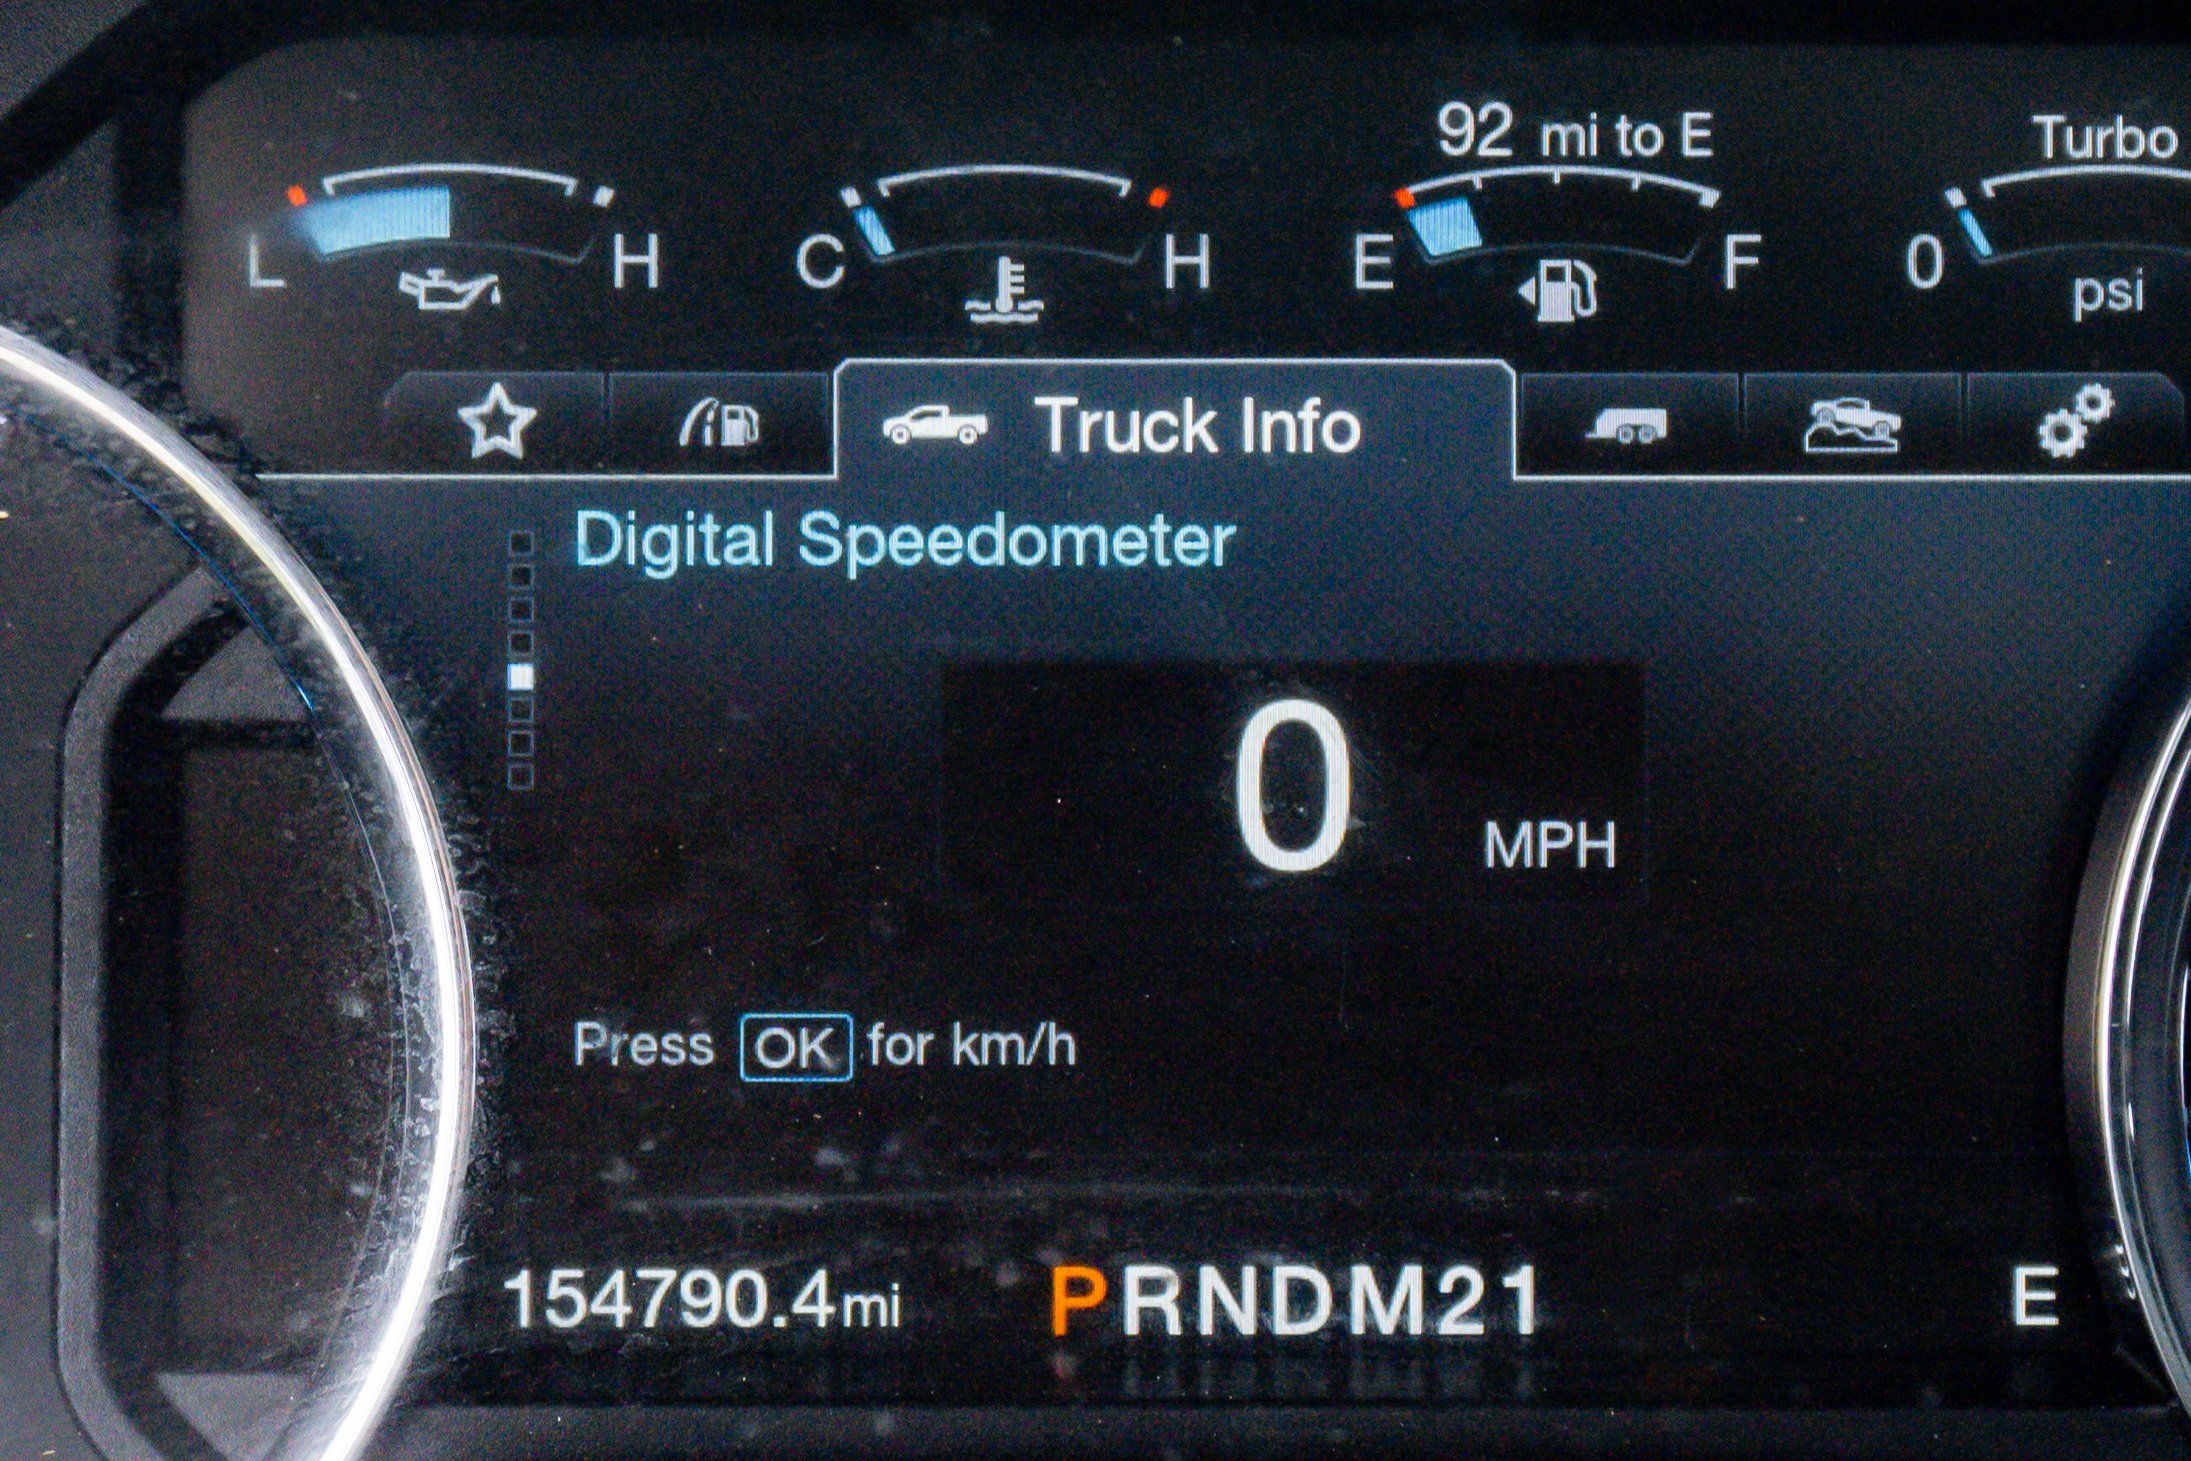 92 mi to E
Turbo
L H C H E F 0
psi
Truck Info
Digital Speedometer
0 MPH
Press OK for km/h
154790.4mi PRNDM21 E